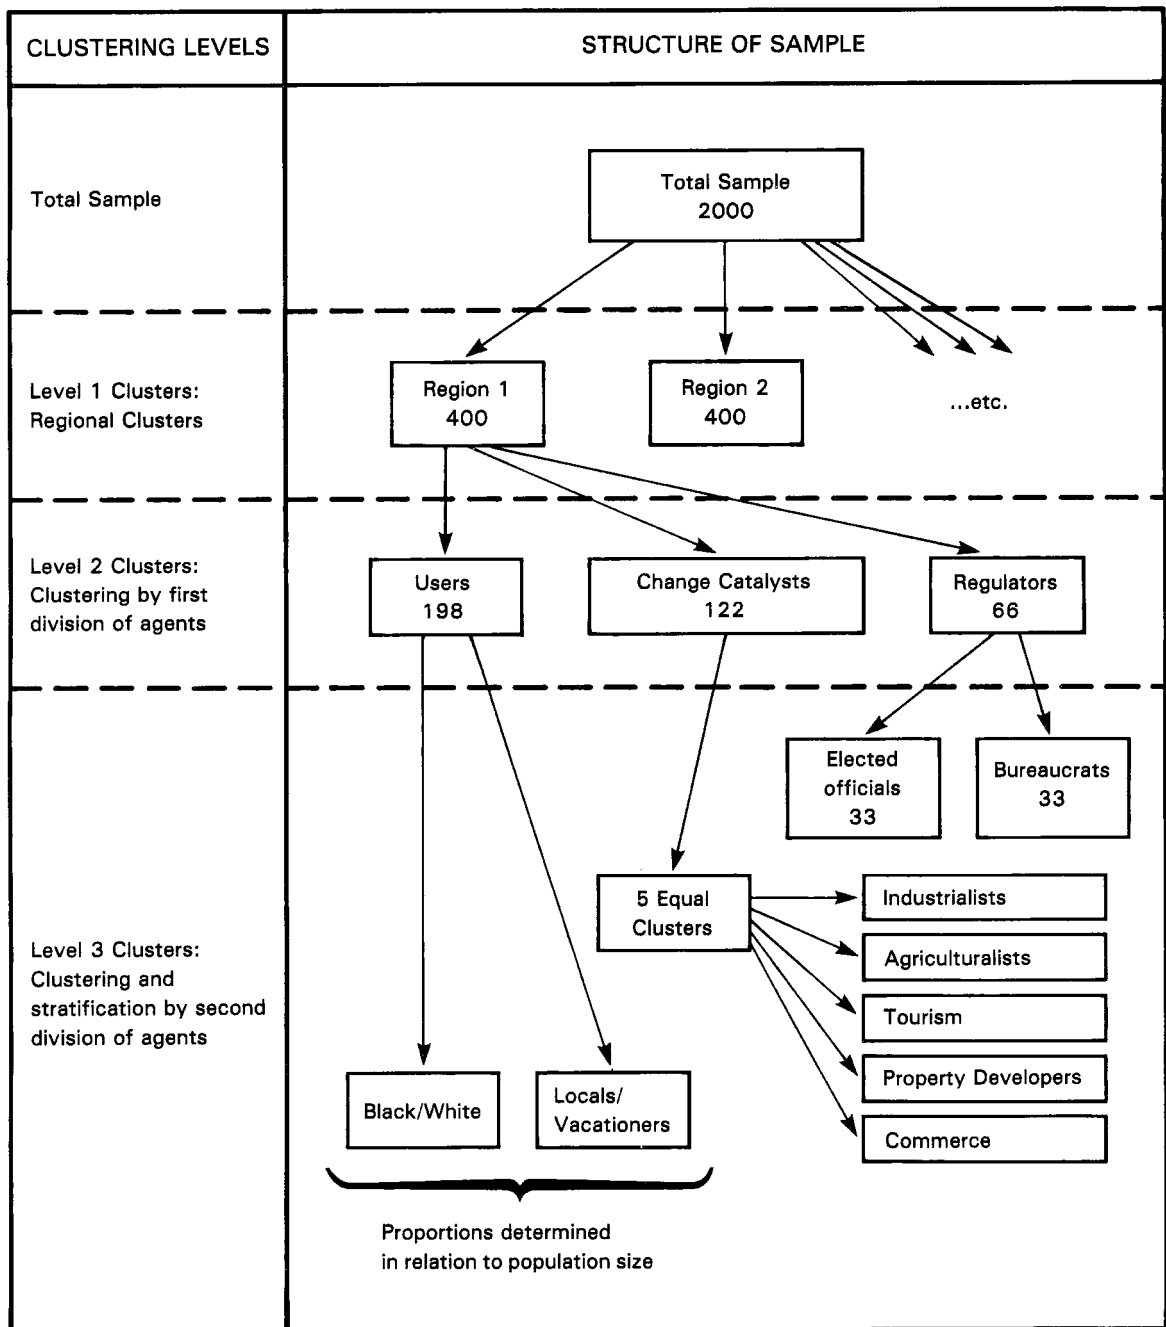 CLUSTERING LEVELS
STRUCTURE OF SAMPLE
Total Sample
Total Sample
2000
Level 1 Clusters:
Regional Clusters
Region 1
400
Region 2
400
...etc.
Level 2 Clusters:
Clustering by first
division of agents
Users
198
Change Catalysts
122
Regulators
66
Elected
officials
33
Bureaucrats
33
Level 3 Clusters:
Clustering and
stratification by second
division of agents
5 Equal
Clusters
Industrialists
Agriculturalists
Tourism
Property Developers
Commerce
Black/White
Locals/
Vacationers
Proportions determined
in relation to population size